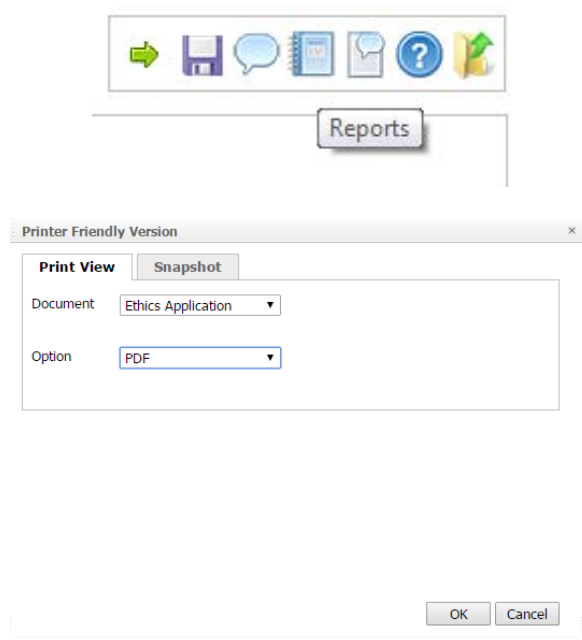 Reports
Printer Friendly Version
Print View Snapshot
Document Ethics Application
Option PDF
OK Cancel